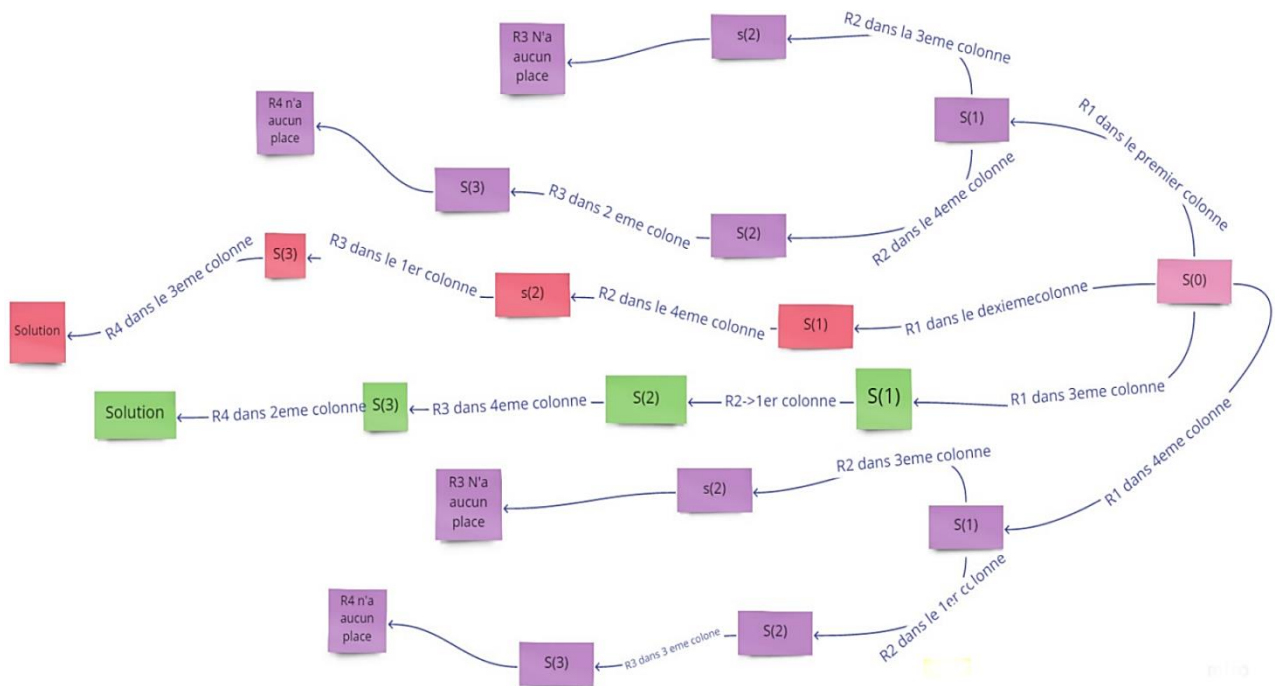 R3 N'a
aucun
place
s(2)
R2 dans la 3eme colonne
R4 n'a
aucun
place
S(1)
R1 dans le premier colonne
S(3)
R3 dans 2 eme colone
S(2)
R2 dans le 4eme colonne
Solution
R4 dans le 3eme colonne
S(3)
R3 dans le 1er colonne
s(2)
R2 dans le 4eme colonne
S(1)
R1 dans le dexiemecolonne
S(0)
Solution
R4 dans 2eme colonne
S(3)
R3 dans 4eme colonne
S(2)
R2->1er colonne
S(1)
R1 dans 3eme colonne
R3 N'a
aucun
place
s(2)
R2 dans 3eme colonne
S(1)
R1 dans 4eme colonne
R4 n'a
aucun
place
S(3)
R3 dans 3 eme colone
S(2)
R2 dans le 1er colonne